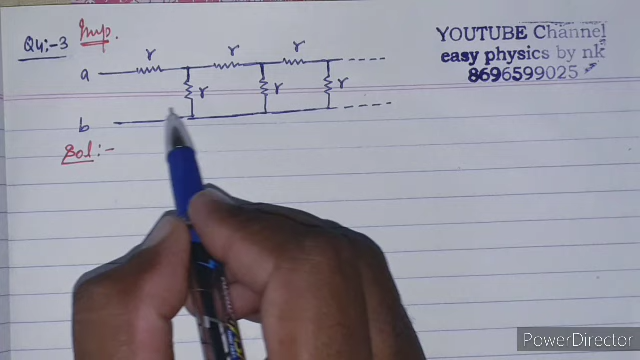 Q4:-3 Imp.
r r r
a
r r r
b
Sol:-
YOUTUBE Channel
easy physics by nk
8696599025
PowerDirector